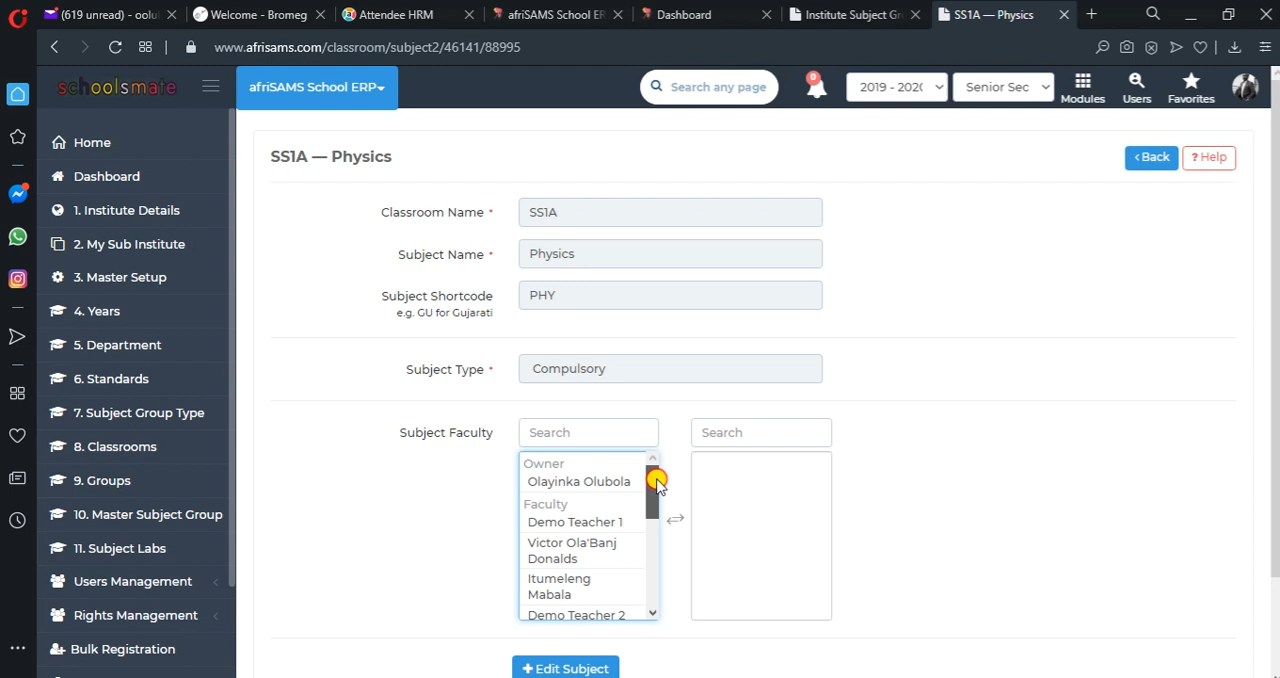 (619 unread) - oolu
Welcome - Bromeg
Attendee HRM
afriSAMS School ER
Dashboard
Institute Subject Gr
SS1A — Physics
www.afrisams.com/classroom/subject2/46141/88995
schoolsmate
afriSAMS School ERP
Search any page
0
2019 - 202(
Senior Sec
Modules
Users
Favorites
Home
Dashboard
1. Institute Details
2. My Sub Institute
3. Master Setup
4. Years
5. Department
6. Standards
7. Subject Group Type
8. Classrooms
9. Groups
10. Master Subject Group
11. Subject Labs
Users Management
Rights Management
Bulk Registration
SS1A — Physics
Back
? Help
Classroom Name *
SS1A
Subject Name *
Physics
Subject Shortcode
e.g. GU for Gujarati
PHY
Subject Type *
Compulsory
Subject Faculty
Search
Search
Owner
Olayinka Olubola
Faculty
Demo Teacher 1
Victor Ola'Banj
Donalds
Itumeleng
Mabala
Demo Teacher 2
+ Edit Subject